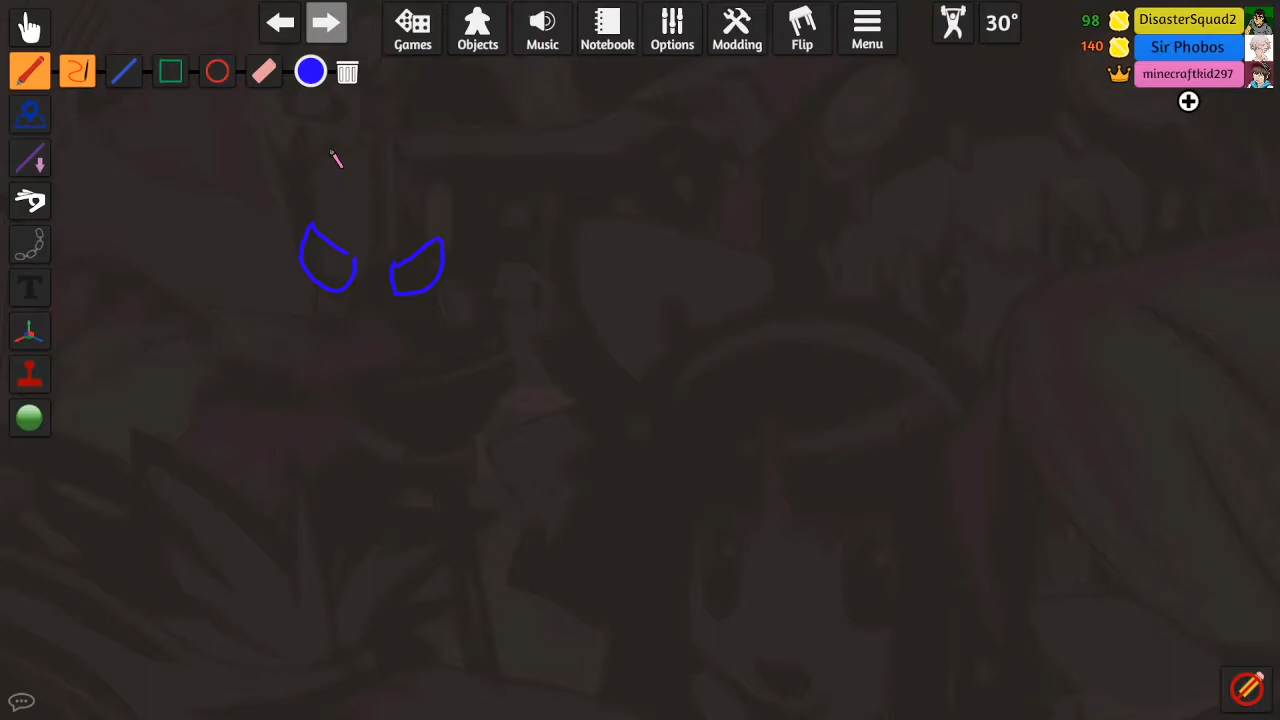 Games Objects Music Notebook Options Modding Flip Menu
30°
98 DisasterSquad2
140 Sir Phobos
minecraftkid297
T